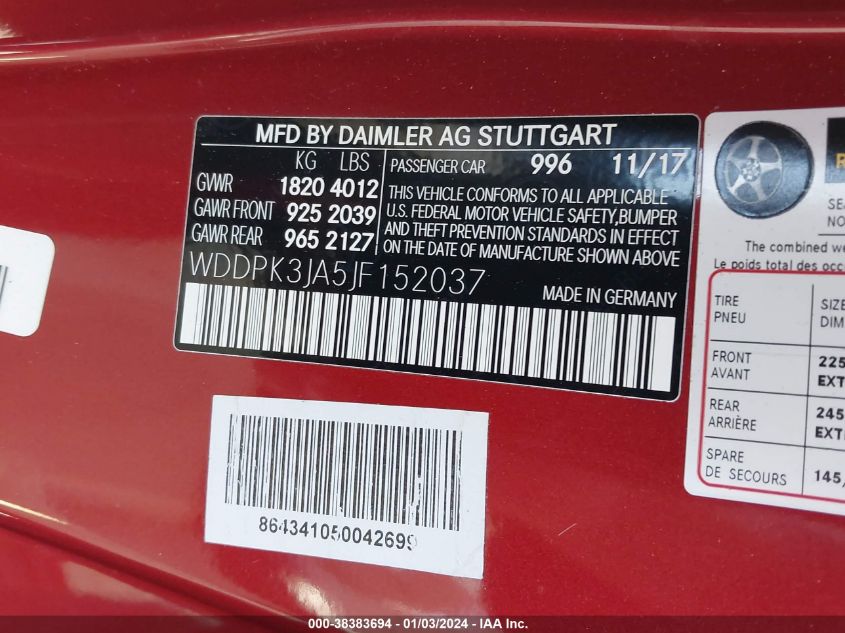 MFD BY DAIMLER AG STUTTGART
KG LBS
GVWR 1820 4012
GAWR FRONT 925 2039
GAWR REAR 965 2127
PASSENGER CAR 996 11/17
THIS VEHICLE CONFORMS TO ALL APPLICABLE
U.S. FEDERAL MOTOR VEHICLE SAFETY,BUMPER
AND THEFT PREVENTION STANDARDS IN EFFECT
ON THE DATE OF MANUFACTURE SHOWN ABOVE
WDDPK3JA5JF152037
MADE IN GERMANY
864341050042699
The combined
Le poids total des
TIRE
PNEU
FRONT
AVANT
225
REAR
ARRIÈRE
245
SPARE
DE SECOURS
145
000-38383694 - 01/03/2024 - IAA Inc.